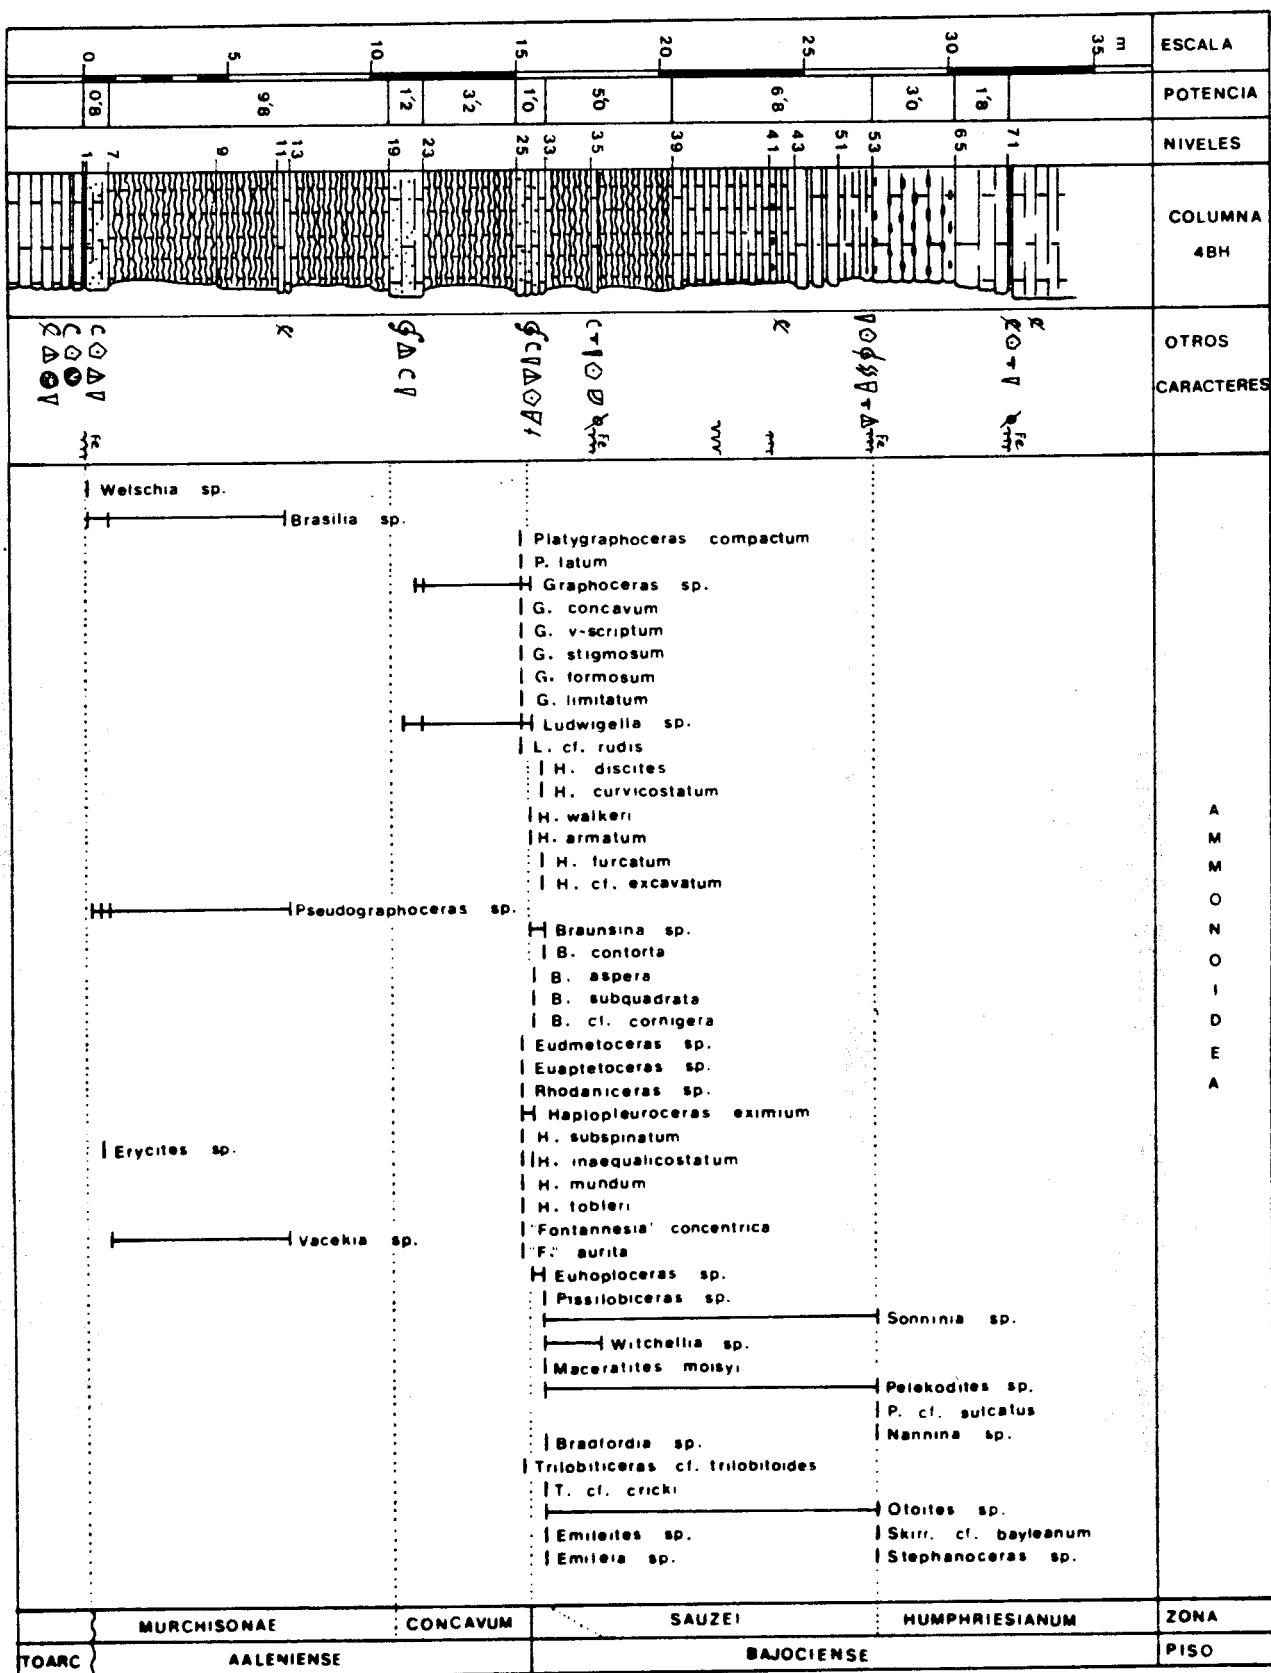 0 5 10 15 20 25 30 35 m ESCALA
0'8 9'8 1'2 3'2 1'0 5'0 6'8 3'0 1'8 POTENCIA
1 7 9 11 13 19 23 25 33 35 39 41 43 51 53 65 71 NIVELES
COLUMNA
4BH
OTROS
CARACTERES
Fe Fe Fe Fe
Welschia sp.
Brasilia sp.
Platygraphoceras compactum
P. latum
Graphoceras sp.
G. concavum
G. v-scriptum
G. stigmosum
G. formosum
G. limitatum
Ludwigella sp.
L. cf. rudis
H. discites
H. curvicostatum
H. walkeri
H. armatum
H. furcatum
H. cf. excavatum
Pseudographoceras sp.
Braunsina sp.
B. contorta
B. aspera
B. subquadrata
B. cf. cornigera
Eudmetoceras sp.
Euaptetoceras sp.
Rhodaniceras sp.
Haplopleuroceras eximium
H. subspinatum
Erycites sp.
H. inaequalicostatum
H. mundum
H. tobleri
"Fontannesia" concentrica
Vacekia sp.
"F." aurita
Euhoploceras sp.
Pissilobiceras sp.
Sonninia sp.
Witchellia sp.
Maceratites moisyi
Pelekodites sp.
P. cf. sulcatus
Nannina sp.
Bradfordia sp.
Trilobiticeras cf. trilobitoides
T. cf. cricki
Otoites sp.
Emileites sp. Skirr. cf. bayleanum
Emileia sp. Stephanoceras sp.
AMMONOIDEA
MURCHISONAE CONCAVUM SAUZEI HUMPHRIESIANUM ZONA
TOARC AALENIENSE BAJOCIENSE PISO